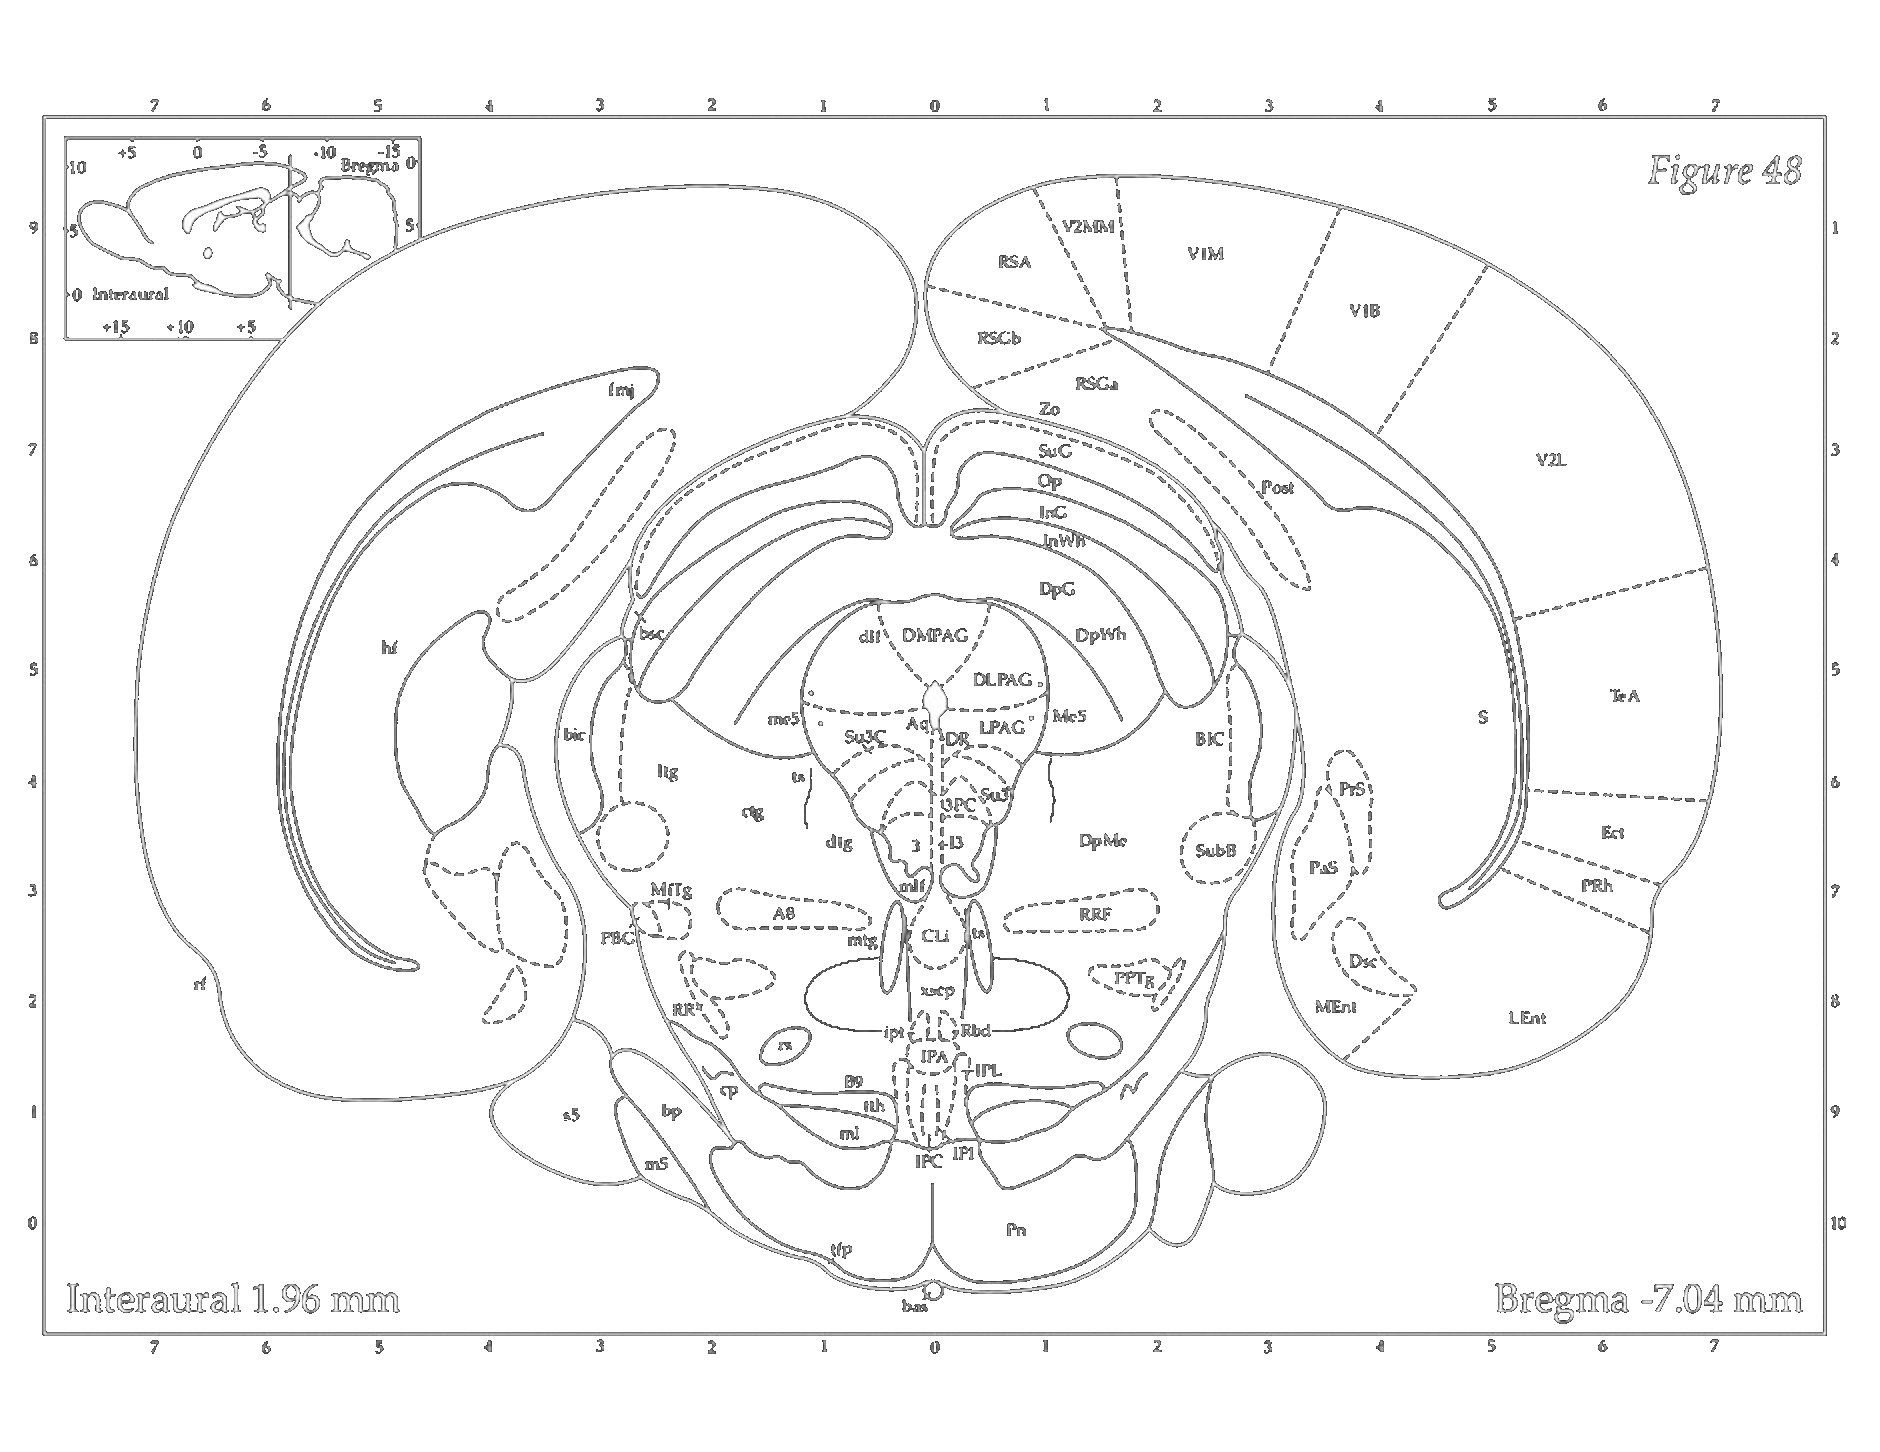 7 6 5 4 3 2 1 0 1 2 3 4 5 6 7
+5 0 -5 -10 -15
Bregma 0
10
5
5
0 Interaural
+15 +10 +5
Figure 48
9 1
V2MM
V1M
RSA
V1B
8 2
RSGb
fmj
RSGa
Zo
7 3
SuG
V2L
Op
Post
InG
InWh
6 4
DpG
bsc
dlf
DMPAG
DpWh
hf
5 5
DLPAG
TeA
me5
Aq
LPAG
Me5
S
bic
Su3C
DR
BIC
ltg
ts
4 6
PrS
Su3
3PC
ctg
Ect
dtg
3
I3
DpMe
SubB
PaS
mlf
MiTg
PRh
3 7
A8
RRF
PBG
mtg
CLi
ts
Dsc
PPTg
rf
xscp
2 8
RR
MEnt
LEnt
ipt
Rbd
rs
IPA
IPL
B9
cp
fth
1 9
s5
bp
ml
IPI
IPC
m5
0 10
Pn
tfp
Interaural 1.96 mm
bas
Bregma -7.04 mm
7 6 5 4 3 2 1 0 1 2 3 4 5 6 7